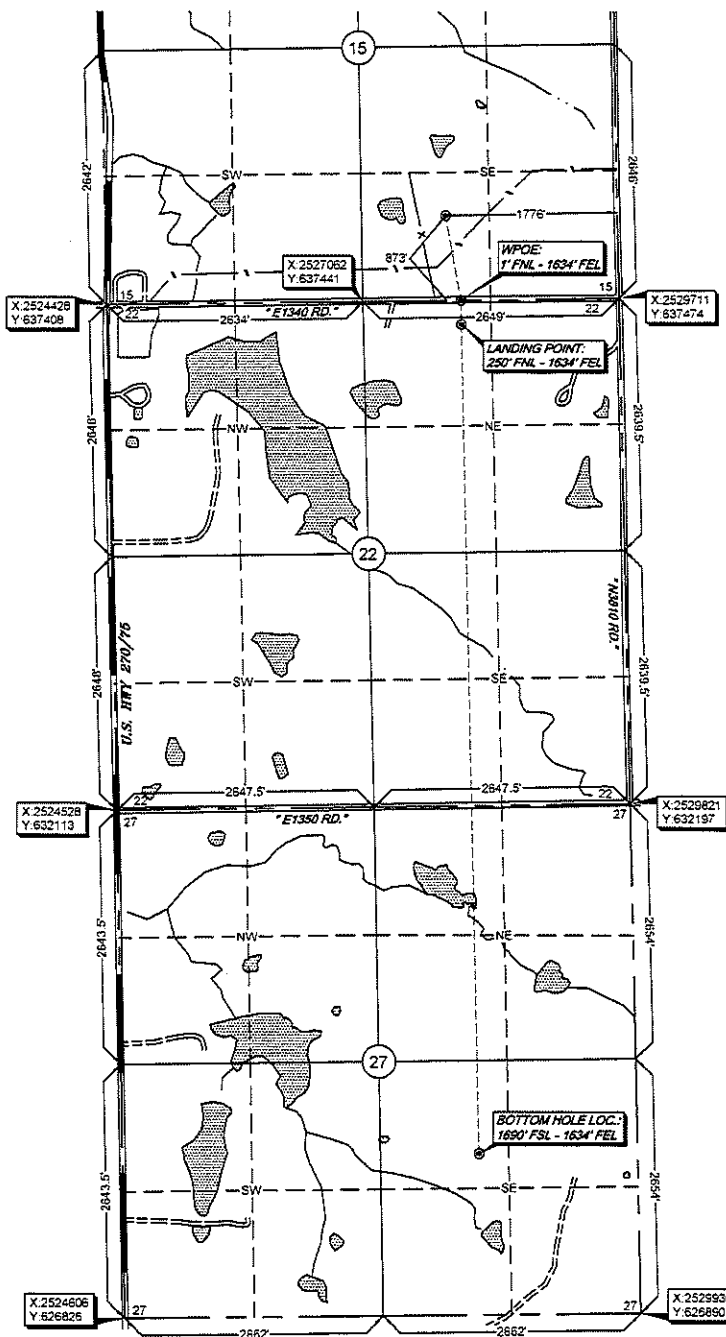 15
2642'
2646'
SW
SE
1776'
873'
WPOE:
1' FNL - 1634' FEL
X:2527062
Y:637441
X:2524428
Y:637408
15
22
2634'
"E1340 RD."
2649'
15
22
X:2529711
Y:637474
LANDING POINT:
250' FNL - 1634' FEL
2648'
2639.5'
NW
NE
22
"N3810 RD."
U.S. HWY 270/75
2648'
2639.5'
SW
SE
2647.5'
2647.5'
22
22
X:2524528
Y:632113
27
"E1350 RD."
27
X:2529821
Y:632197
2643.5'
2654'
NW
NE
27
BOTTOM HOLE LOC.:
1690' FSL - 1634' FEL
2643.5'
2654'
SW
SE
X:2524606
Y:626826
27
2662'
2662'
27
X:252993
Y:626890